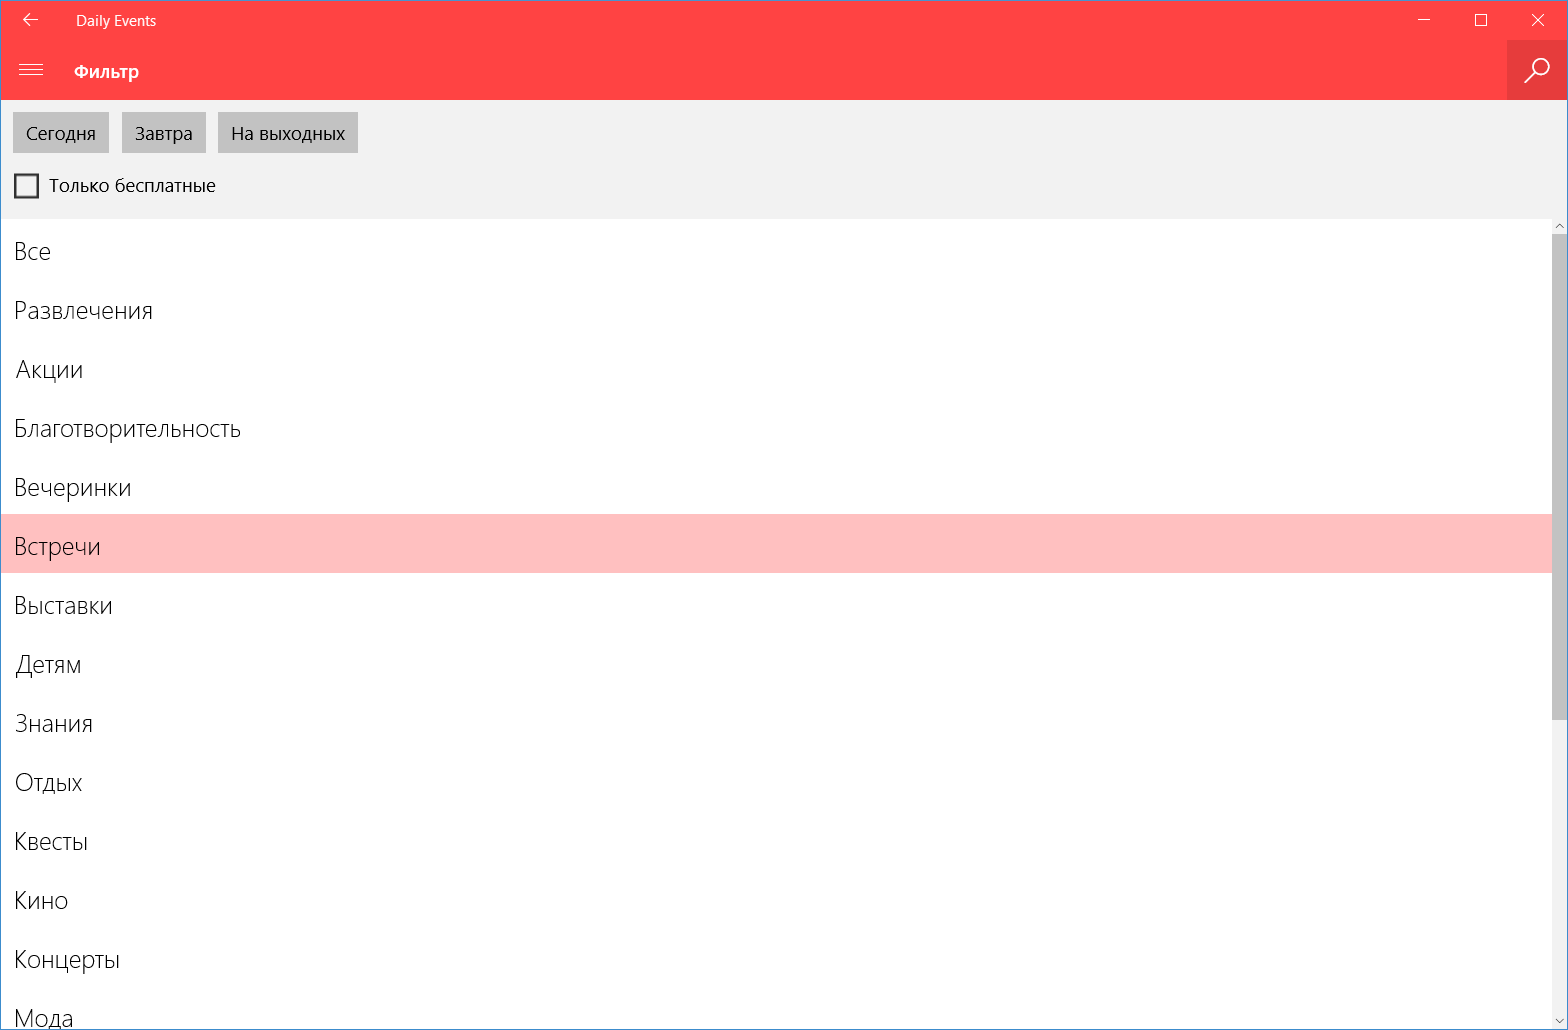 Daily Events
Фильтр
Сегодня Завтра На выходных
Только бесплатные
Все
Развлечения
Акции
Благотворительность
Вечеринки
Встречи
Выставки
Детям
Знания
Отдых
Квесты
Кино
Концерты
Мода